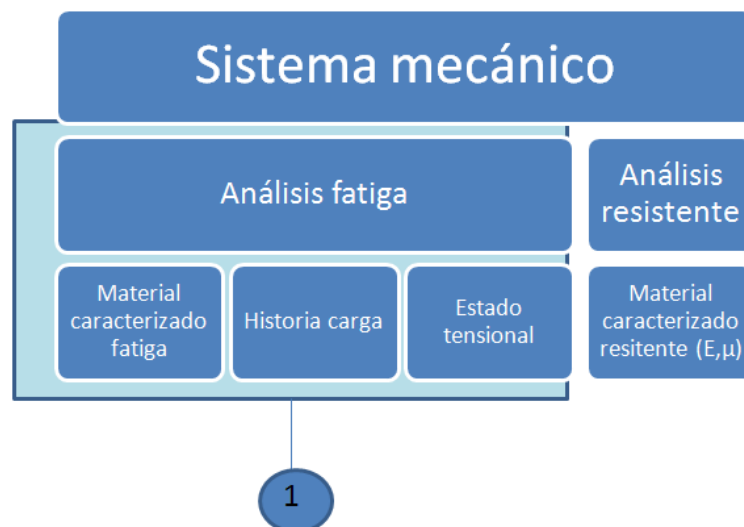 Sistema mecánico
Análisis fatiga
Análisis
resistente
Material
caracterizado
fatiga
Historia carga
Estado
tensional
Material
caracterizado
resitente (E,μ)
1